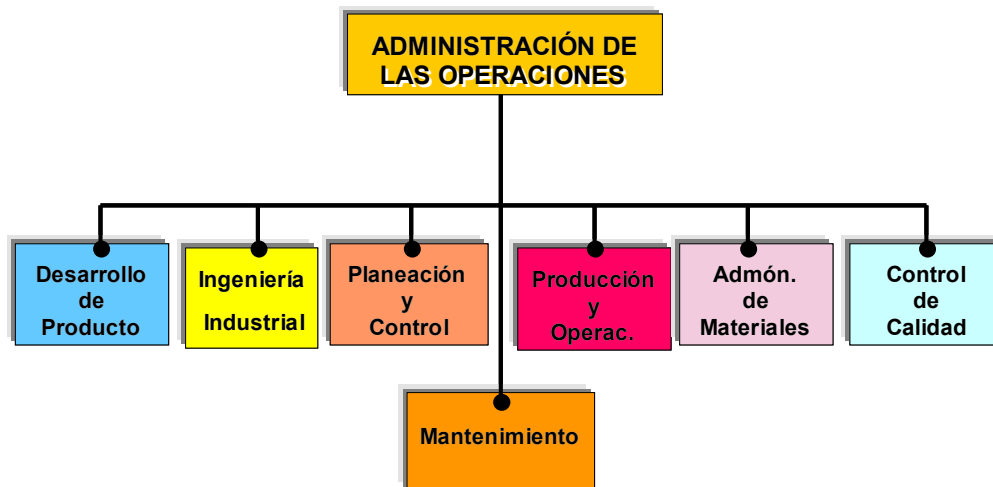 ADMINISTRACIÓN DE
LAS OPERACIONES
Desarrollo
de
Producto
Ingeniería
Industrial
Planeación
y
Control
Producción
y
Operac.
Admón.
de
Materiales
Control
de
Calidad
Mantenimiento